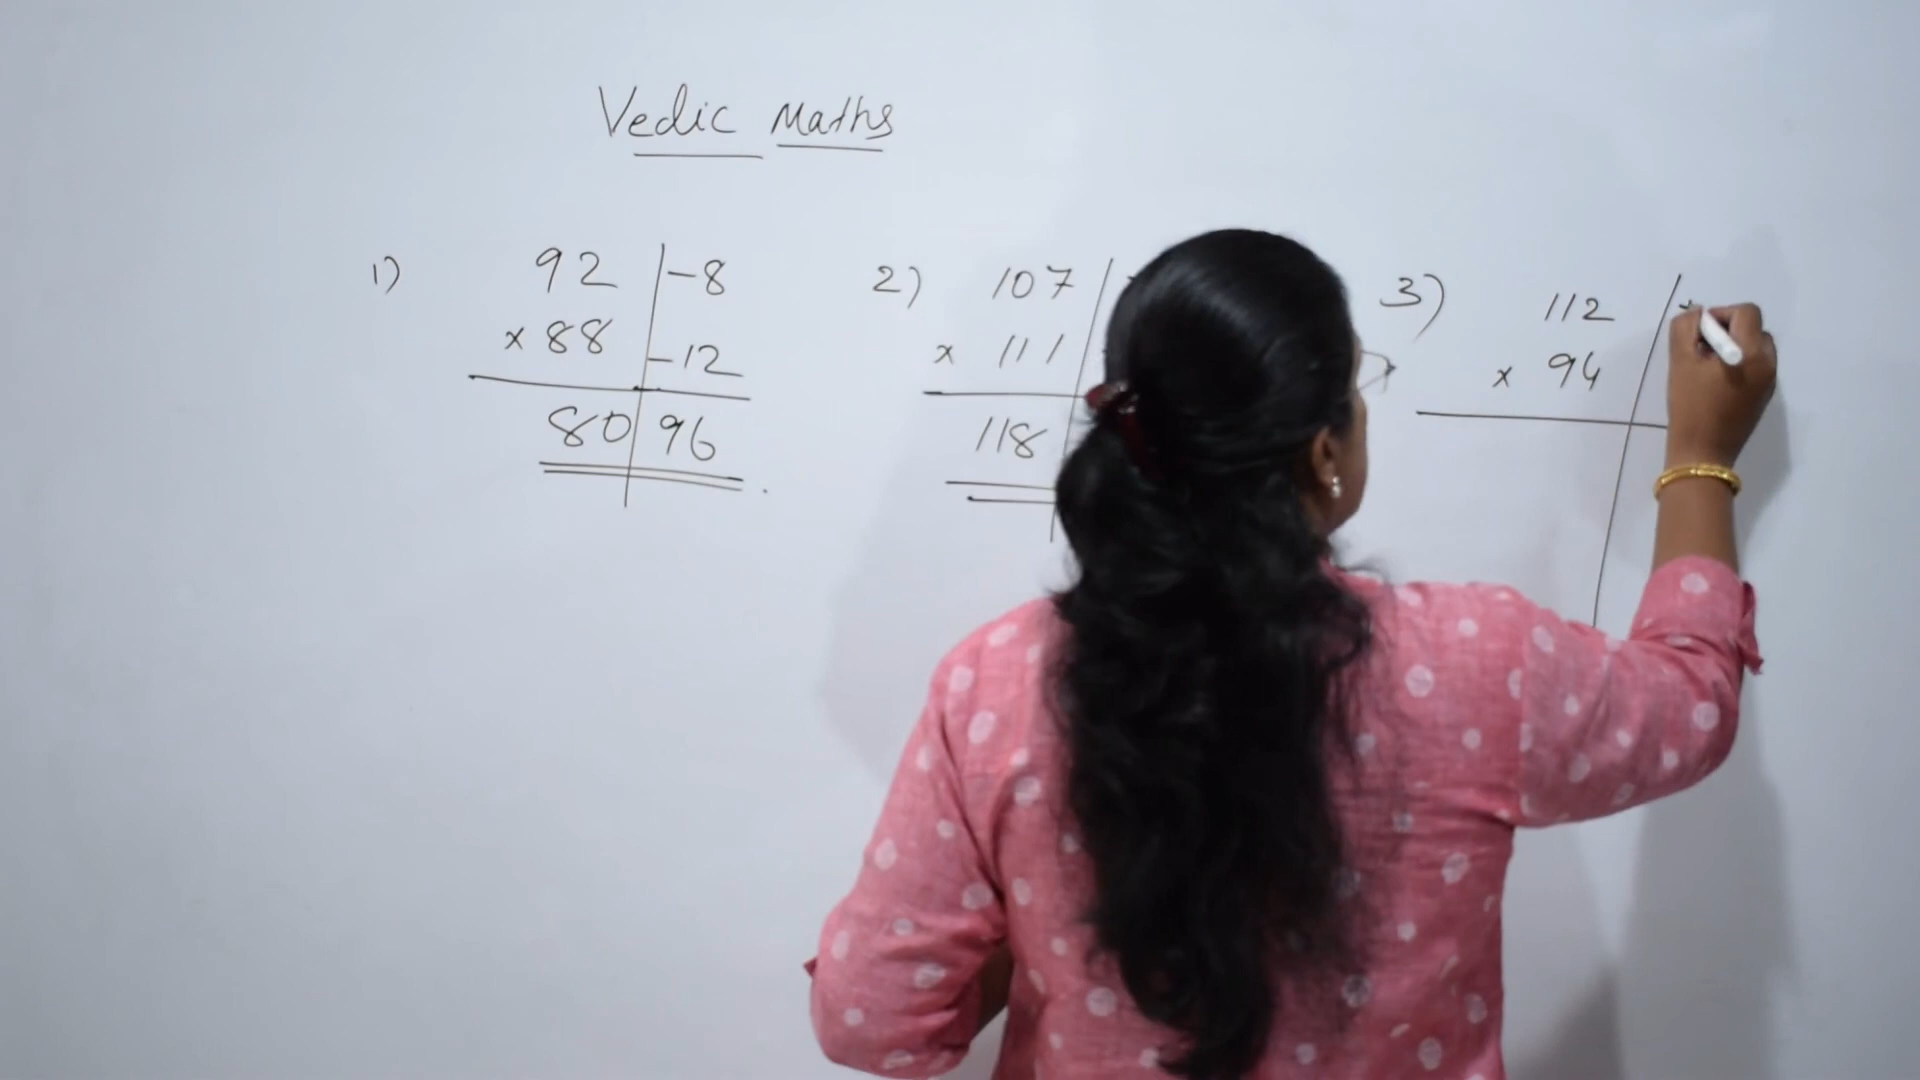 Vedic Maths
1)
92 | -8
x 88 | -12
80 | 96
2)
107
x 111
118
3)
112 +
x 94